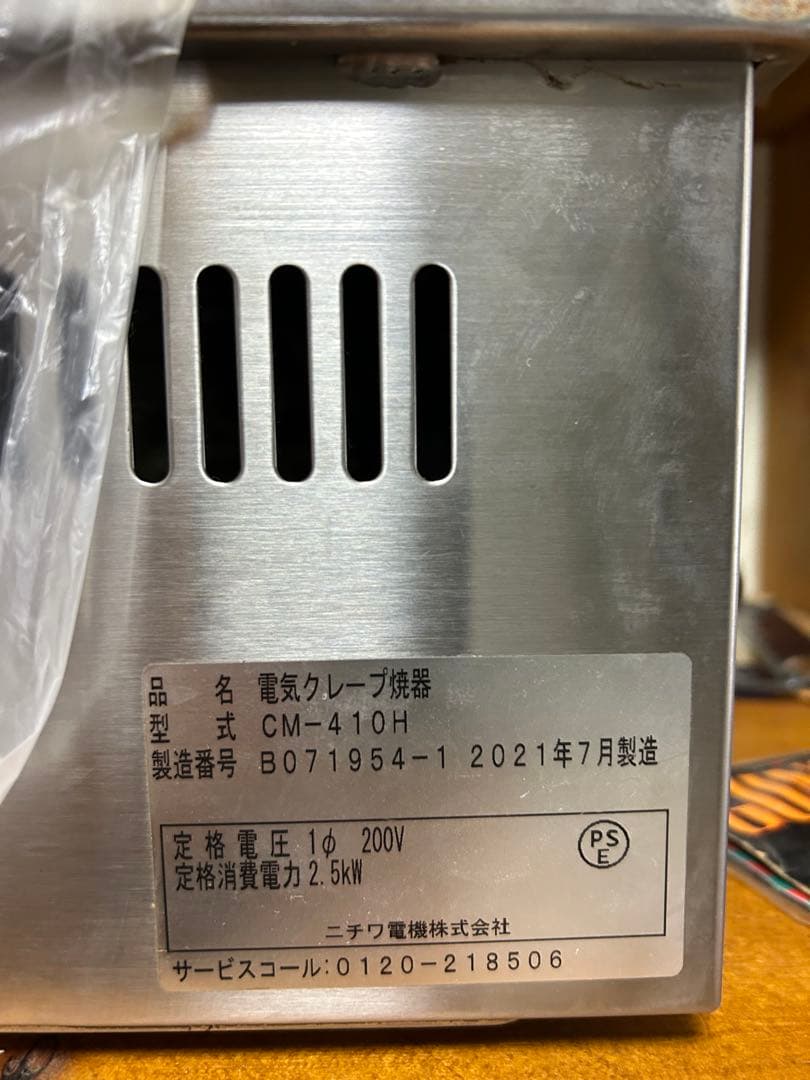 品名 電気クレープ焼器
型式 CM-410H
製造番号 B071954-1 2021年7月製造
定格電圧 1φ 200V
PS
E
定格消費電力 2.5kW
ニチワ電機株式会社
サービスコール:0120-218506